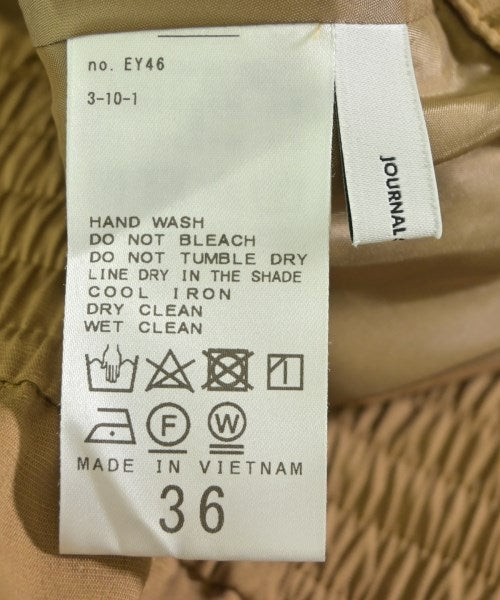 no. EY46
3-10-1
JOURNAL
HAND WASH
DO NOT BLEACH
DO NOT TUMBLE DRY
LINE DRY IN THE SHADE
COOL IRON
DRY CLEAN
WET CLEAN
F W
MADE IN VIETNAM
36